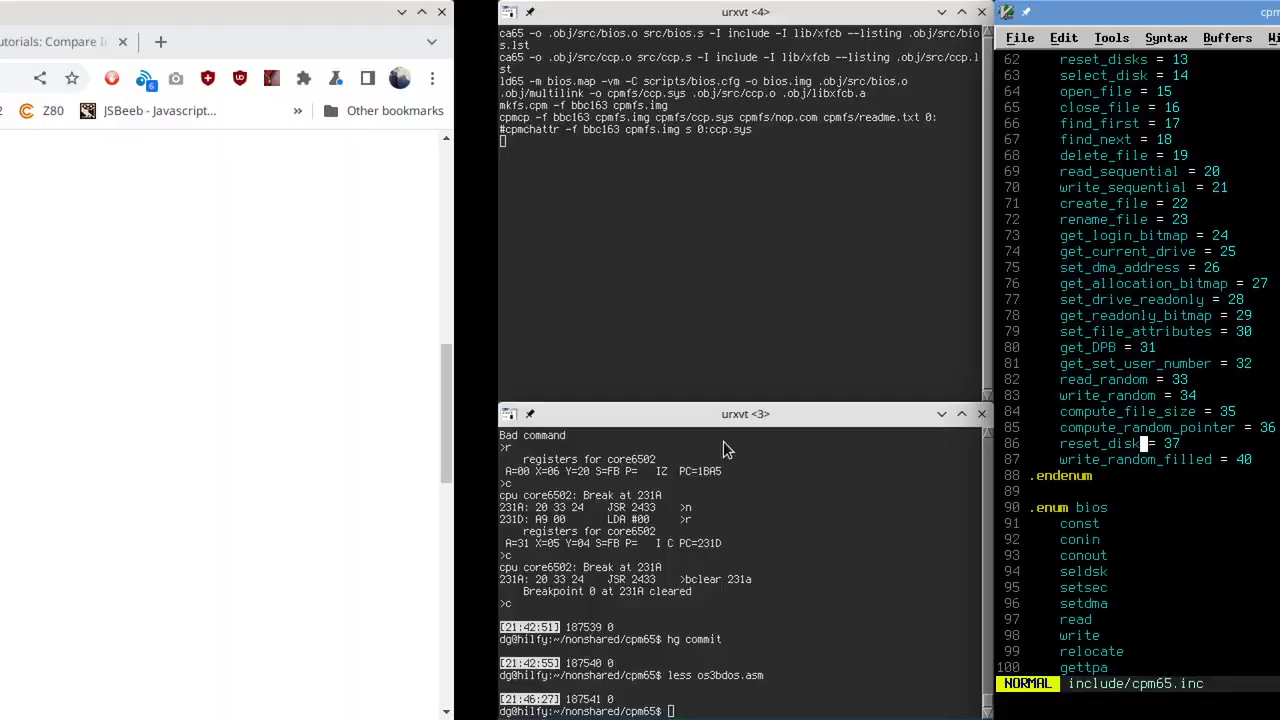 utorials: Compare I
2
Z80
JSBeeb - Javascript...
»
Other bookmarks
6
urxvt <4>
ca65 -o .obj/src/bios.o src/bios.s -I include -I lib/xfcb --listing .obj/src/bio
s.lst
ca65 -o .obj/src/ccp.o src/ccp.s -I include -I lib/xfcb --listing .obj/src/ccp.l
st
ld65 -m bios.map -vm -C scripts/bios.cfg -o bios.img .obj/src/bios.o
.obj/multilink -o cpmfs/ccp.sys .obj/src/ccp.o .obj/libxfcb.a
mkfs.cpm -f bbc163 cpmfs.img
cpmcp -f bbc163 cpmfs.img cpmfs/ccp.sys cpmfs/nop.com cpmfs/readme.txt 0:
#cpmchattr -f bbc163 cpmfs.img s 0:ccp.sys
urxvt <3>
Bad command
>r
registers for core6502
A=00 X=06 Y=20 S=FB P=   IZ  PC=1BA5
>c
cpu core6502: Break at 231A
231A: 20 33 24    JSR 2433    >n
231D: A9 00       LDA #00     >r
registers for core6502
A=31 X=05 Y=04 S=FB P=   I C PC=231D
>c
cpu core6502: Break at 231A
231A: 20 33 24    JSR 2433    >bclear 231a
Breakpoint 0 at 231A cleared
>c
[21:42:51] 187539 0
dg@hilfy:~/nonshared/cpm65$ hg commit
[21:42:55] 187540 0
dg@hilfy:~/nonshared/cpm65$ less os3bdos.asm
[21:46:27] 187541 0
dg@hilfy:~/nonshared/cpm65$
cpm
File Edit Tools Syntax Buffers Wi
62 reset_disks = 13
63 select_disk = 14
64 open_file = 15
65 close_file = 16
66 find_first = 17
67 find_next = 18
68 delete_file = 19
69 read_sequential = 20
70 write_sequential = 21
71 create_file = 22
72 rename_file = 23
73 get_login_bitmap = 24
74 get_current_drive = 25
75 set_dma_address = 26
76 get_allocation_bitmap = 27
77 set_drive_readonly = 28
78 get_readonly_bitmap = 29
79 set_file_attributes = 30
80 get_DPB = 31
81 get_set_user_number = 32
82 read_random = 33
83 write_random = 34
84 compute_file_size = 35
85 compute_random_pointer = 36
86 reset_disk = 37
87 write_random_filled = 40
88 .endenum
89
90 .enum bios
91 const
92 conin
93 conout
94 seldsk
95 setsec
96 setdma
97 read
98 write
99 relocate
100 gettpa
NORMAL include/cpm65.inc